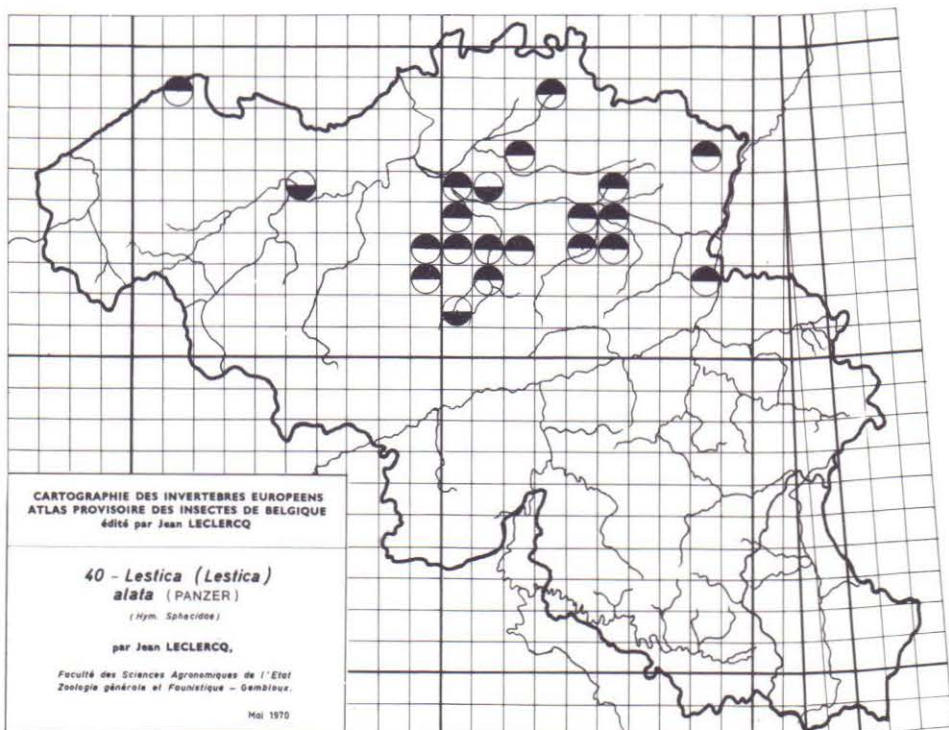 CARTOGRAPHIE DES INVERTEBRES EUROPEENS
ATLAS PROVISOIRE DES INSECTES DE BELGIQUE
édité par Jean LECLERCQ
40 - Lestica (Lestica)
alata (PANZER)
(Hym. Sphecidae)
par Jean LECLERCQ,
Faculté des Sciences Agronomiques de l'Etat
Zoologie générale et Faunistique - Gembloux.
Mai 1970